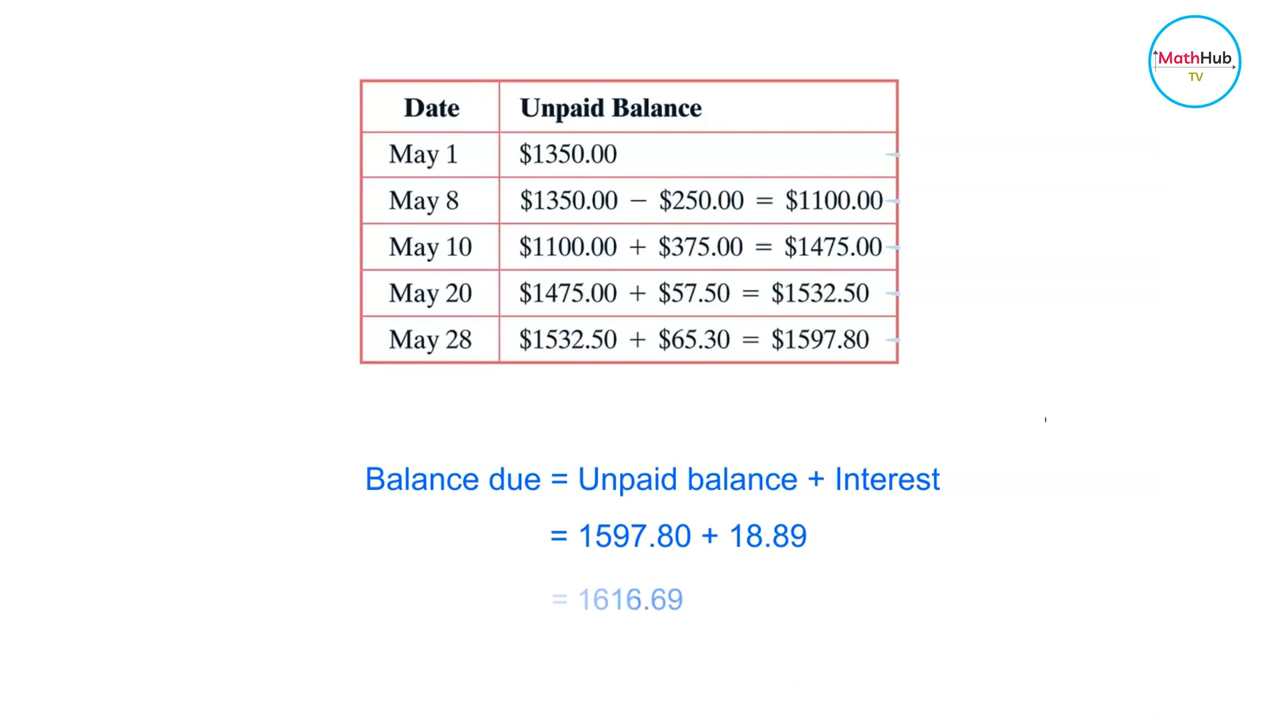 MathHub
TV
Date Unpaid Balance
May 1 $1350.00
May 8 $1350.00 − $250.00 = $1100.00
May 10 $1100.00 + $375.00 = $1475.00
May 20 $1475.00 + $57.50 = $1532.50
May 28 $1532.50 + $65.30 = $1597.80
Balance due = Unpaid balance + Interest
= 1597.80 + 18.89
= 1616.69